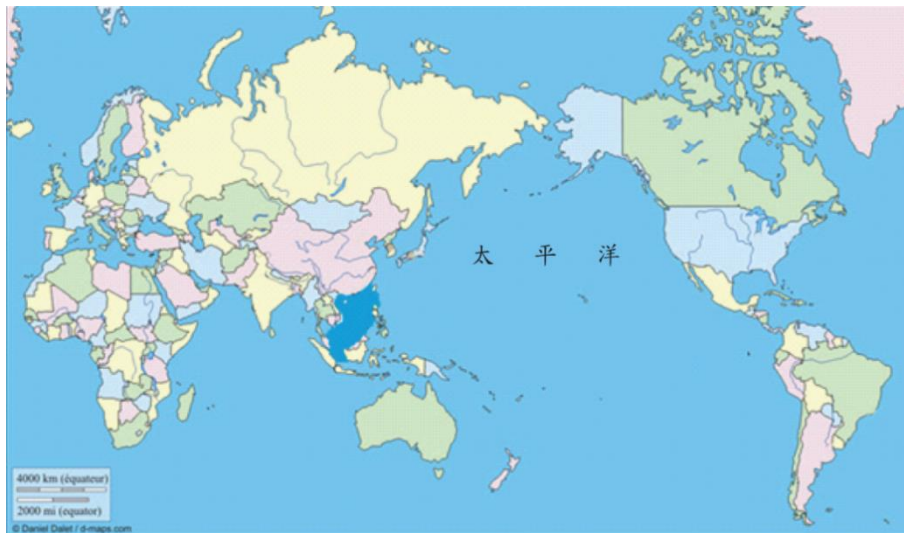 太平洋
4000 km (équateur)
2000 mi (equator)
© Daniel Dalet / d-maps.com